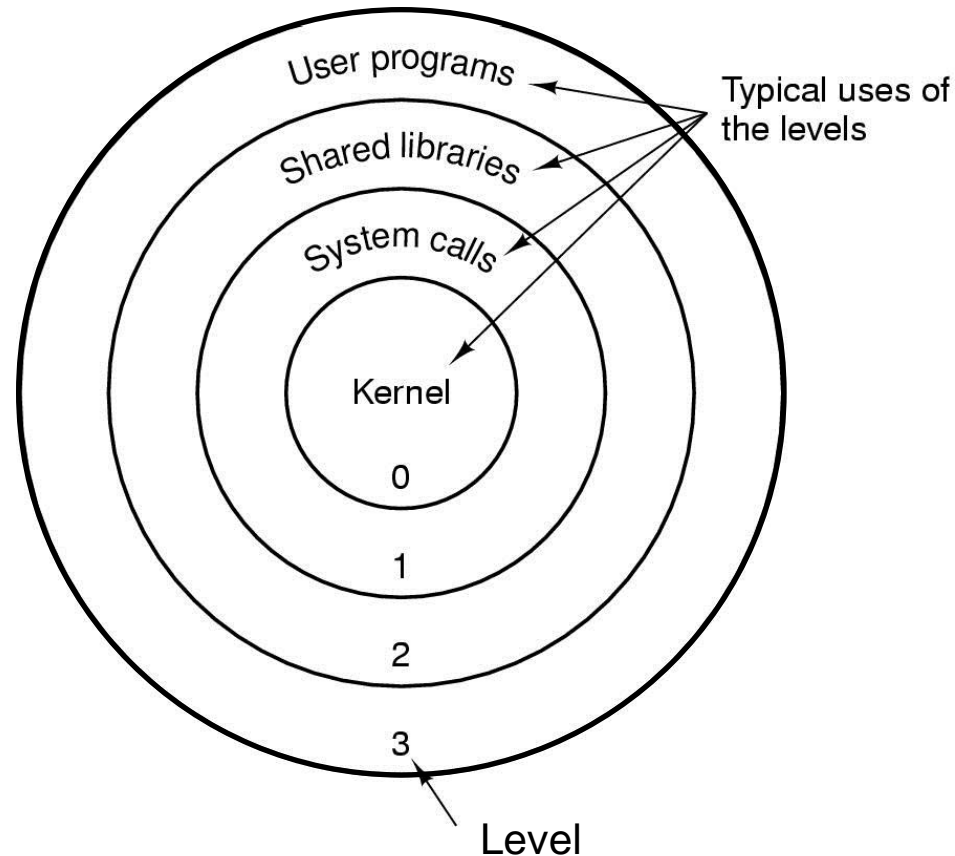 User programs
Typical uses of
the levels
Shared libraries
System calls
Kernel
0
1
2
3
Level